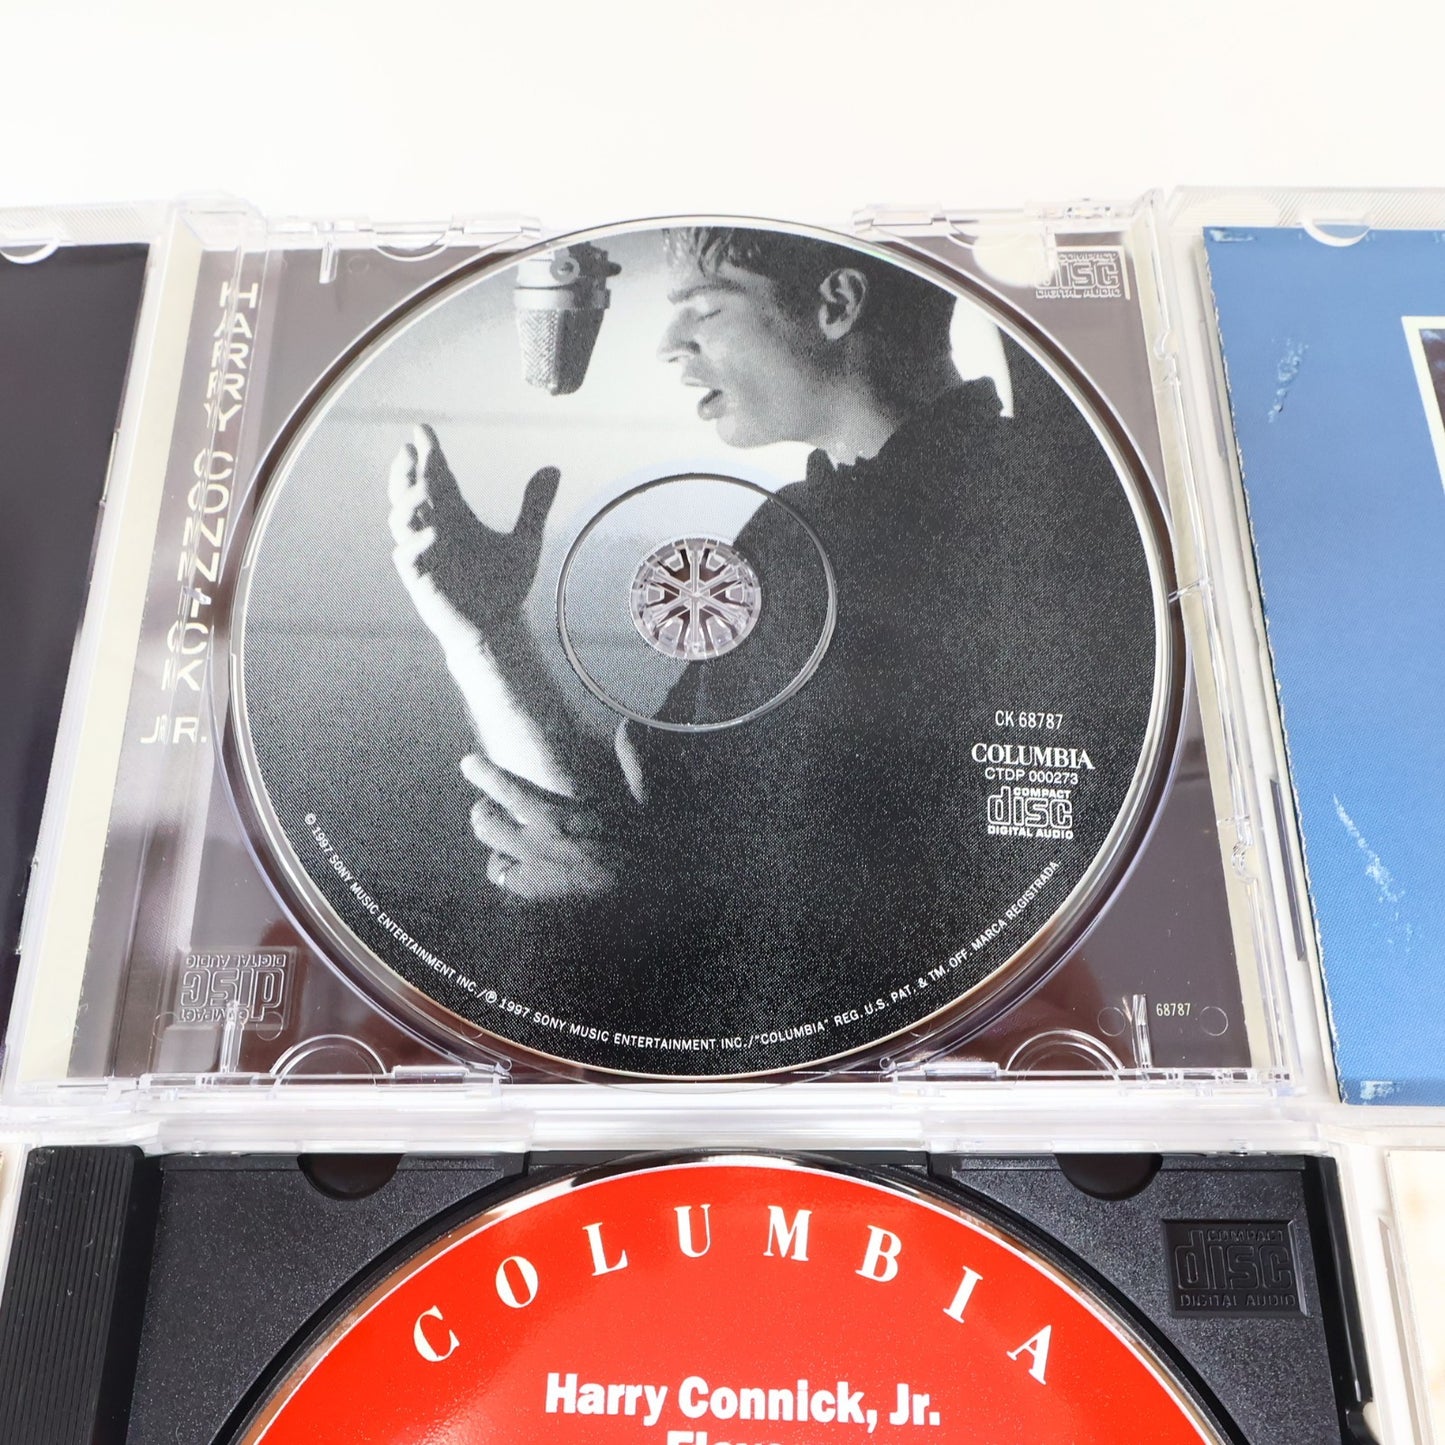 HARRY CONNICK JR.
COMPACT
disc
DIGITAL AUDIO
CK 68787
COLUMBIA
CTDP 000273
COMPACT
disc
DIGITAL AUDIO
© 1997 SONY MUSIC ENTERTAINMENT INC./℗ 1997 SONY MUSIC ENTERTAINMENT INC./"COLUMBIA" REG. U.S. PAT. & TM. OFF. MARCA REGISTRADA
COMPACT
disc
DIGITAL AUDIO
68787
COLUMBIA
COMPACT
disc
DIGITAL AUDIO
Harry Connick, Jr.